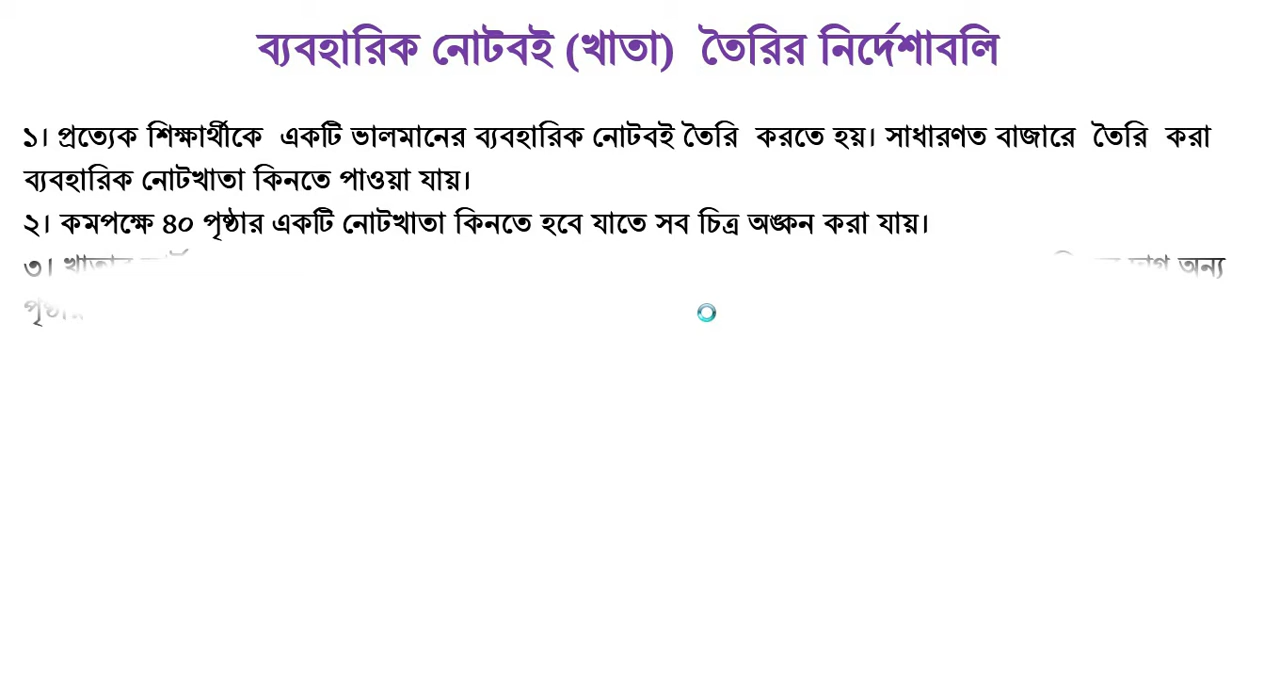 ব্যবহারিক নোটবই (খাতা) তৈরির নির্দেশাবলি
১। প্রত্যেক শিক্ষার্থীকে একটি ভালমানের ব্যবহারিক নোটবই তৈরি করতে হয়। সাধারণত বাজারে তৈরি করা
ব্যবহারিক নোটখাতা কিনতে পাওয়া যায়।
২। কমপক্ষে ৪০ পৃষ্ঠার একটি নোটখাতা কিনতে হবে যাতে সব চিত্র অঙ্কন করা যায়।
৩। খাতার দাগ অন্য
পৃষ্ঠার